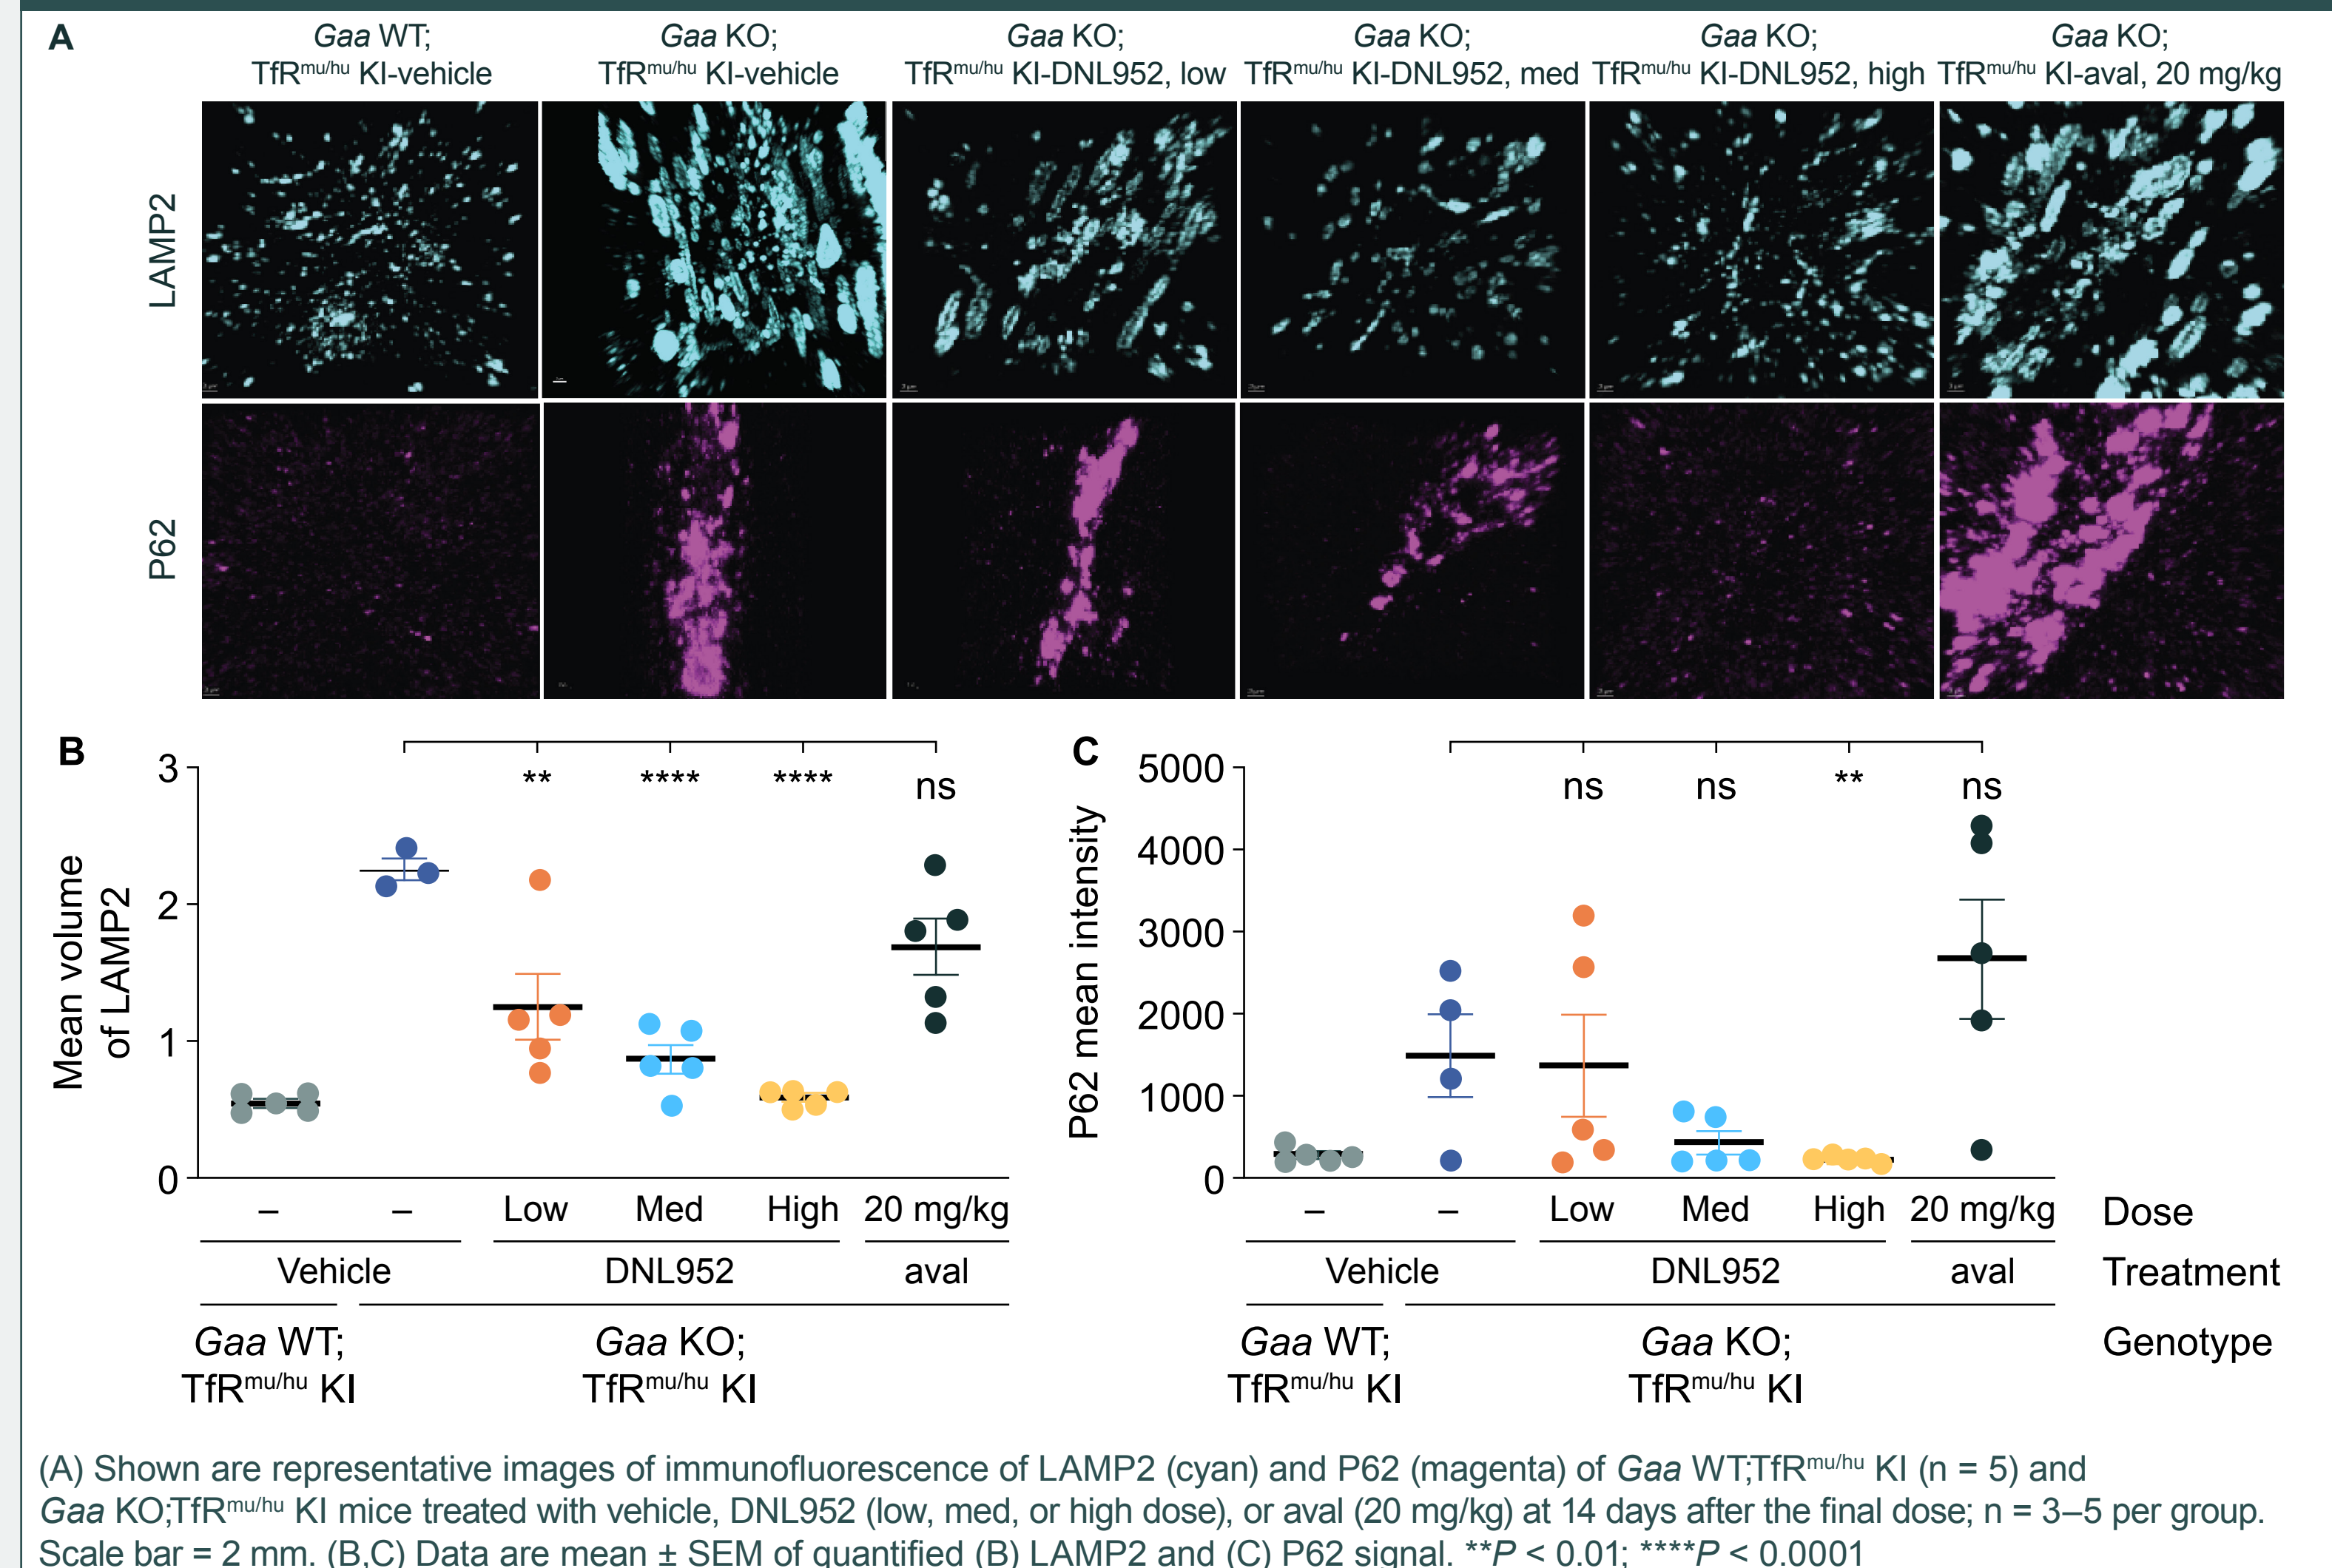 A
Gaa WT; TfRmu/hu KI-vehicle
Gaa KO; TfRmu/hu KI-vehicle
Gaa KO; TfRmu/hu KI-DNL952, low
Gaa KO; TfRmu/hu KI-DNL952, med
Gaa KO; TfRmu/hu KI-DNL952, high
Gaa KO; TfRmu/hu KI-aval, 20 mg/kg
LAMP2
P62
B
Mean volume
of LAMP2
3
2
1
0
** **** **** ns
– – Low Med High 20 mg/kg
Vehicle DNL952 aval
Gaa WT; Gaa KO;
TfRmu/hu KI TfRmu/hu KI
C
P62 mean intensity
5000
4000
3000
2000
1000
0
ns ns ** ns
– – Low Med High 20 mg/kg Dose
Vehicle DNL952 aval Treatment
Gaa WT; Gaa KO; Genotype
TfRmu/hu KI TfRmu/hu KI
(A) Shown are representative images of immunofluorescence of LAMP2 (cyan) and P62 (magenta) of Gaa WT;TfRmu/hu KI (n = 5) and
Gaa KO;TfRmu/hu KI mice treated with vehicle, DNL952 (low, med, or high dose), or aval (20 mg/kg) at 14 days after the final dose; n = 3–5 per group.
Scale bar = 2 mm. (B,C) Data are mean ± SEM of quantified (B) LAMP2 and (C) P62 signal. **P < 0.01; ****P < 0.0001